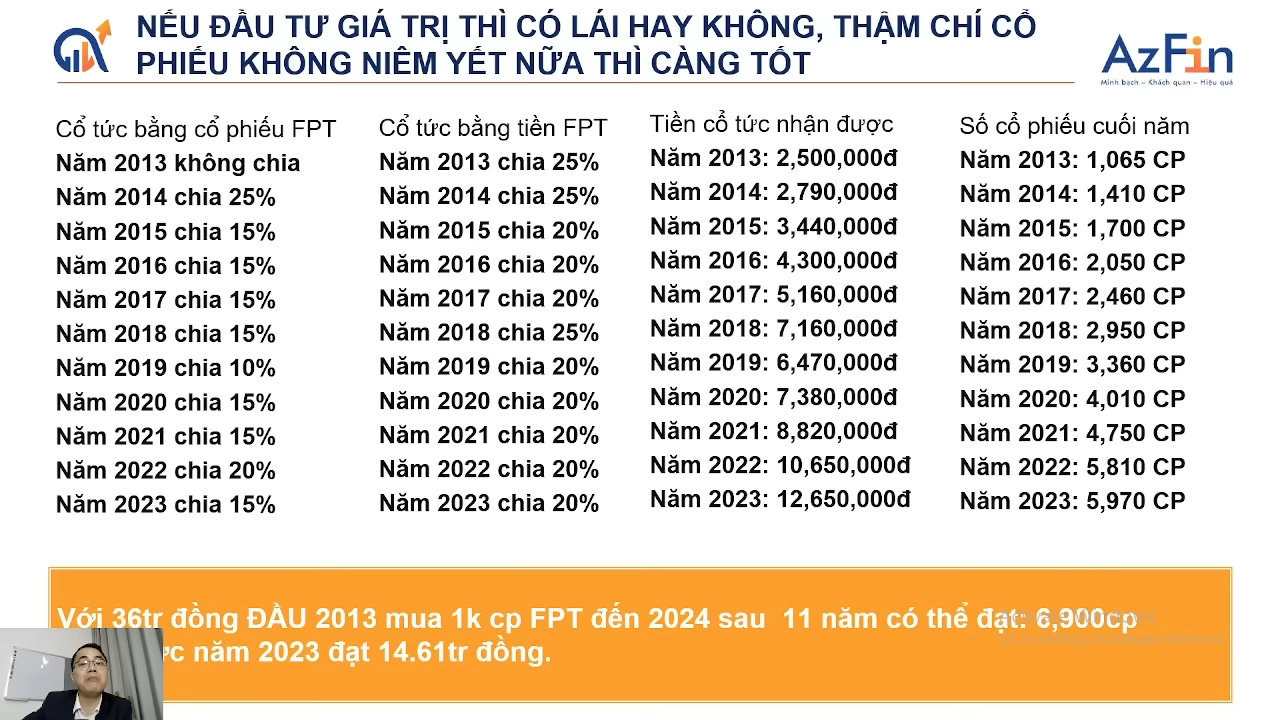 NẾU ĐẦU TƯ GIÁ TRỊ THÌ CÓ LÁI HAY KHÔNG, THẬM CHÍ CỔ
PHIẾU KHÔNG NIÊM YẾT NỮA THÌ CÀNG TỐT
AzFin
Minh bạch – Khách quan – Hiệu quả
Cổ tức bằng cổ phiếu FPT
Năm 2013 không chia
Năm 2014 chia 25%
Năm 2015 chia 15%
Năm 2016 chia 15%
Năm 2017 chia 15%
Năm 2018 chia 15%
Năm 2019 chia 10%
Năm 2020 chia 15%
Năm 2021 chia 15%
Năm 2022 chia 20%
Năm 2023 chia 15%
Cổ tức bằng tiền FPT
Năm 2013 chia 25%
Năm 2014 chia 25%
Năm 2015 chia 20%
Năm 2016 chia 20%
Năm 2017 chia 20%
Năm 2018 chia 25%
Năm 2019 chia 20%
Năm 2020 chia 20%
Năm 2021 chia 20%
Năm 2022 chia 20%
Năm 2023 chia 20%
Tiền cổ tức nhận được
Năm 2013: 2,500,000đ
Năm 2014: 2,790,000đ
Năm 2015: 3,440,000đ
Năm 2016: 4,300,000đ
Năm 2017: 5,160,000đ
Năm 2018: 7,160,000đ
Năm 2019: 6,470,000đ
Năm 2020: 7,380,000đ
Năm 2021: 8,820,000đ
Năm 2022: 10,650,000đ
Năm 2023: 12,650,000đ
Số cổ phiếu cuối năm
Năm 2013: 1,065 CP
Năm 2014: 1,410 CP
Năm 2015: 1,700 CP
Năm 2016: 2,050 CP
Năm 2017: 2,460 CP
Năm 2018: 2,950 CP
Năm 2019: 3,360 CP
Năm 2020: 4,010 CP
Năm 2021: 4,750 CP
Năm 2022: 5,810 CP
Năm 2023: 5,970 CP
Với 36tr đồng ĐẦU 2013 mua 1k cp FPT đến 2024 sau 11 năm có thể đạt 6,900cp
năm 2023 đạt 14.61tr đồng.